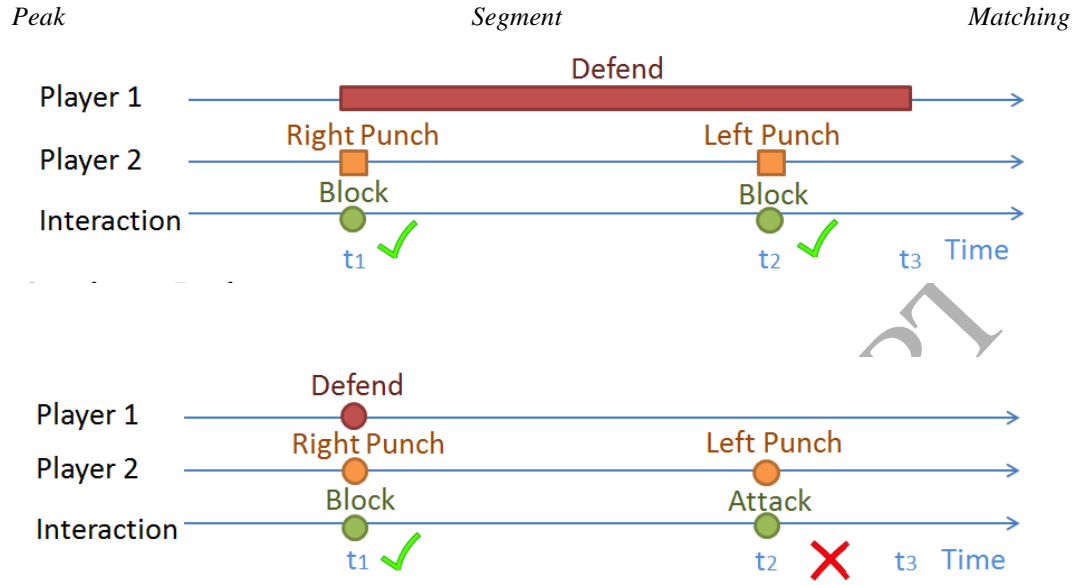 Peak Segment Matching
Defend
Player 1
Right Punch Left Punch
Player 2
Block Block
Interaction
t1 t2 t3 Time
PT
Defend
Player 1
Right Punch Left Punch
Player 2
Block Attack
Interaction
t1 t2 t3 Time